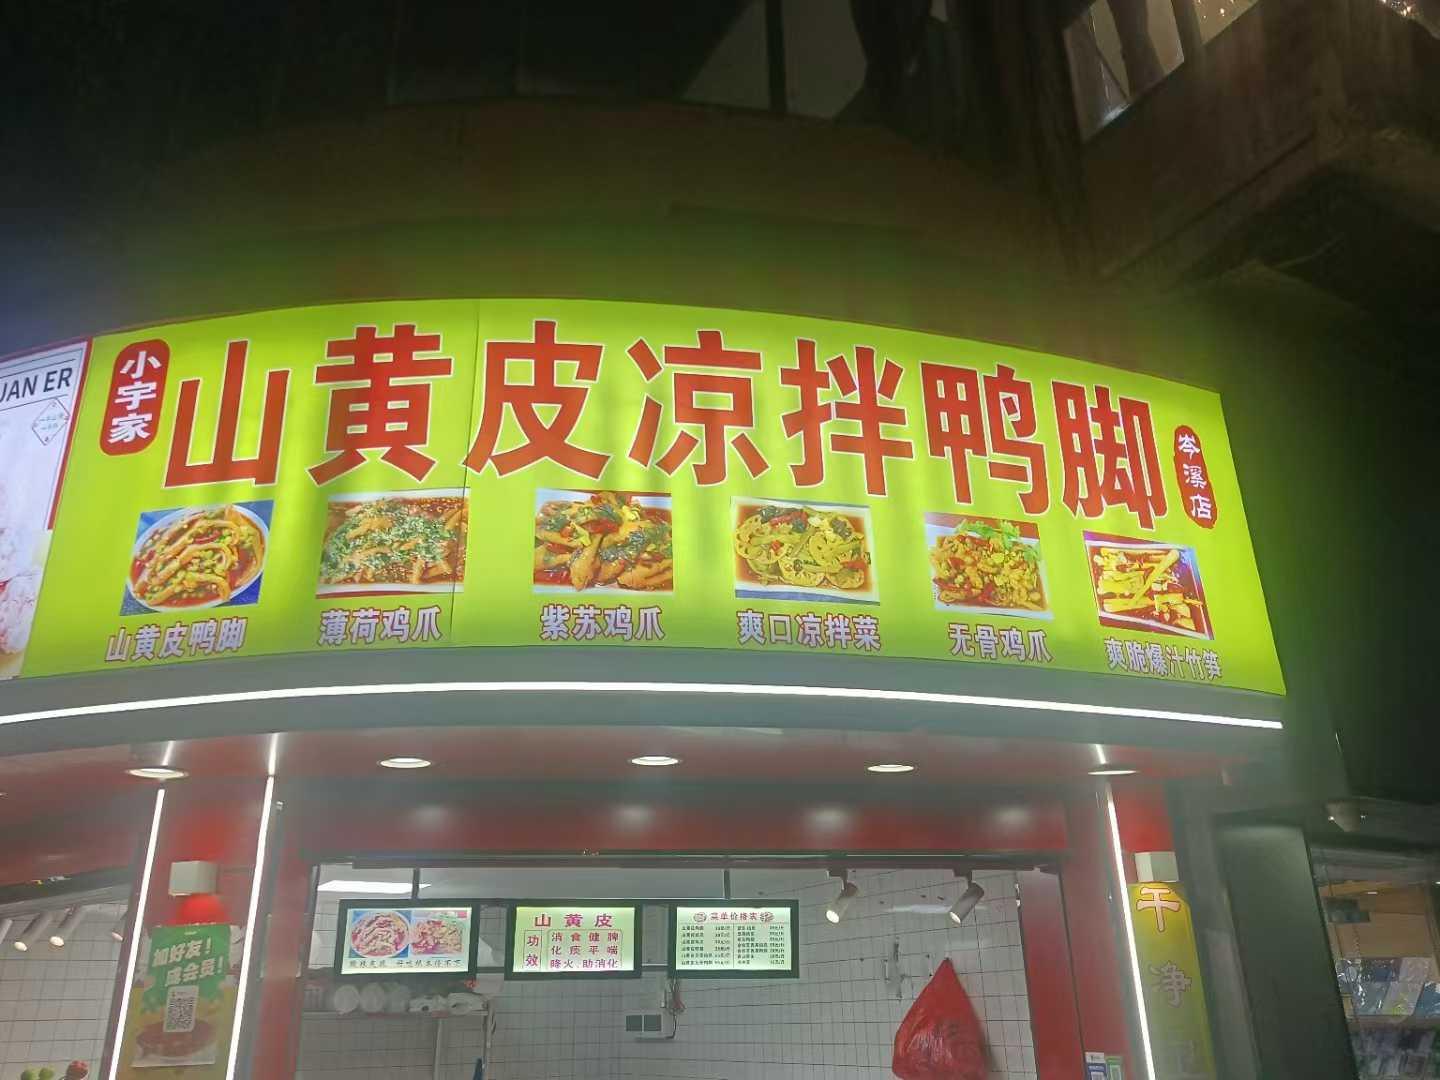 UAN ER
小宇家
山黄皮凉拌鸭脚
岑溪店
山黄皮鸭脚
薄荷鸡爪
紫苏鸡爪
爽口凉拌菜
无骨鸡爪
爽脆爆汁竹笋
山黄皮
功效
消食健脾
化痰平喘
降火、助消化
菜单价格表
加好友！
成会员！
干净